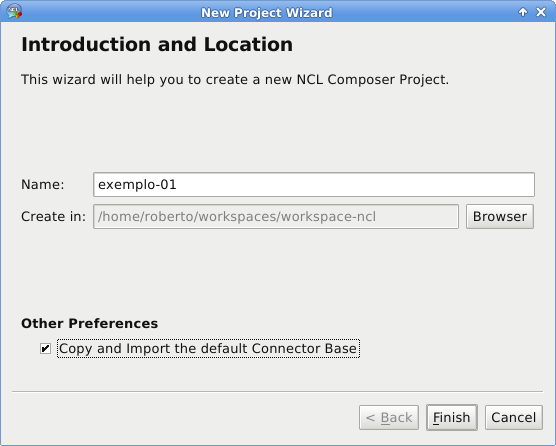 New Project Wizard
Introduction and Location
This wizard will help you to create a new NCL Composer Project.
Name: exemplo-01
Create in: /home/roberto/workspaces/workspace-ncl Browser
Other Preferences
Copy and Import the default Connector Base
< Back Finish Cancel